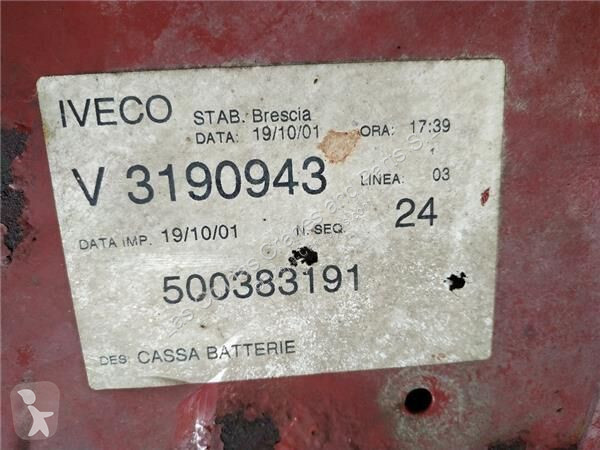 IVECO STAB. Brescia
DATA: 19/10/01 ORA: 17:39
V 3190943 LINEA: 03
DATA IMP. 19/10/01 N. SEQ. 24
500383191
DES: CASSA BATTERIE